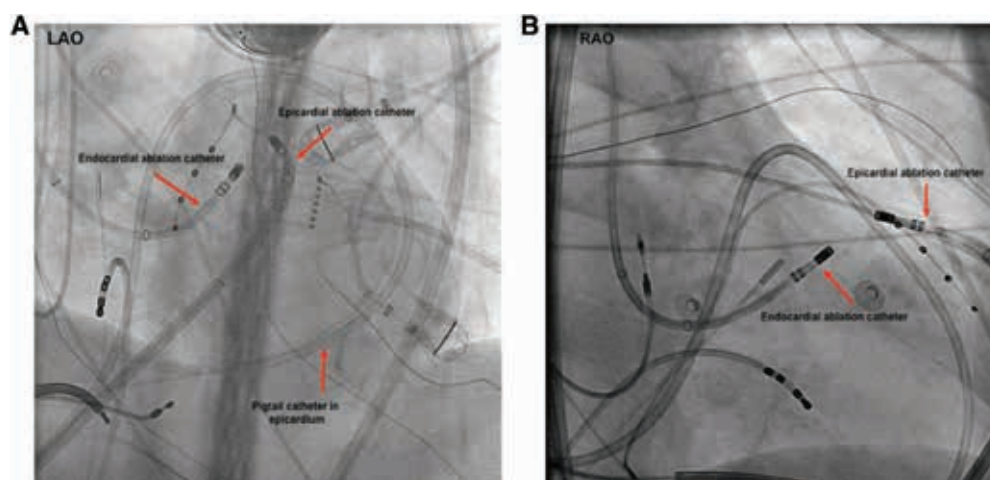 A
LAO
Epicardial ablation catheter
Endocardial ablation catheter
Pigtail catheter in
epicardium
B
RAO
Epicardial ablation catheter
Endocardial ablation catheter